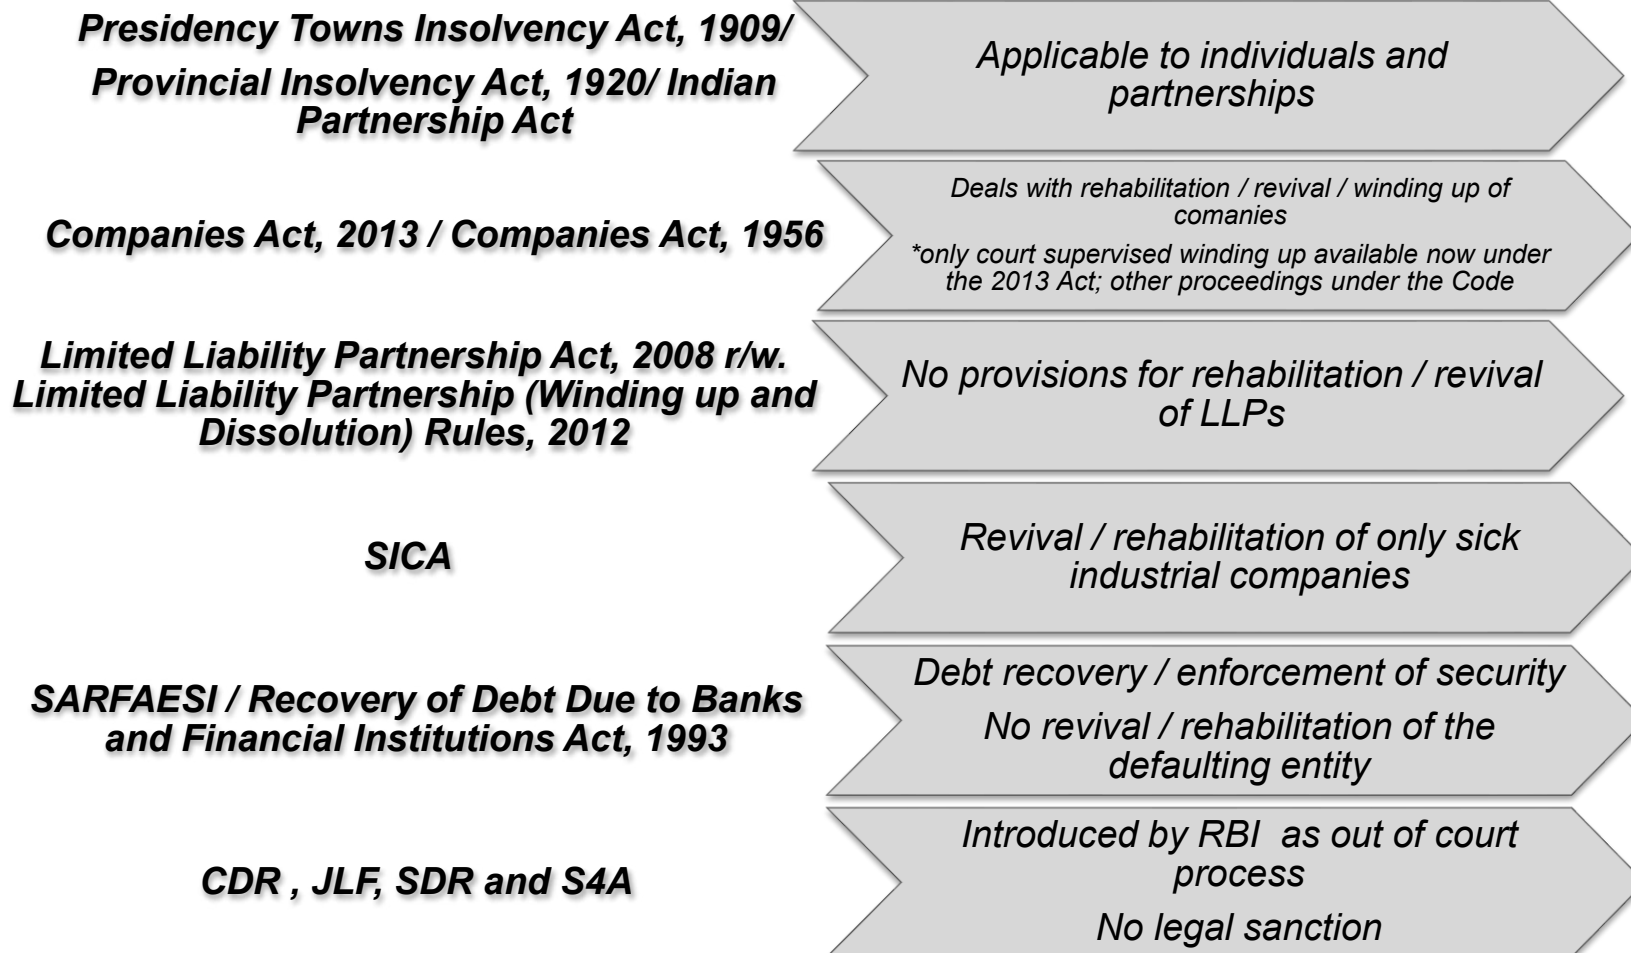 Presidency Towns Insolvency Act, 1909/
Provincial Insolvency Act, 1920/ Indian
Partnership Act
Applicable to individuals and
partnerships
Companies Act, 2013 / Companies Act, 1956
Deals with rehabilitation / revival / winding up of
comanies
*only court supervised winding up available now under
the 2013 Act; other proceedings under the Code
Limited Liability Partnership Act, 2008 r/w.
Limited Liability Partnership (Winding up and
Dissolution) Rules, 2012
No provisions for rehabilitation / revival
of LLPs
SICA
Revival / rehabilitation of only sick
industrial companies
SARFAESI / Recovery of Debt Due to Banks
and Financial Institutions Act, 1993
Debt recovery / enforcement of security
No revival / rehabilitation of the
defaulting entity
CDR , JLF, SDR and S4A
Introduced by RBI  as out of court
process
No legal sanction